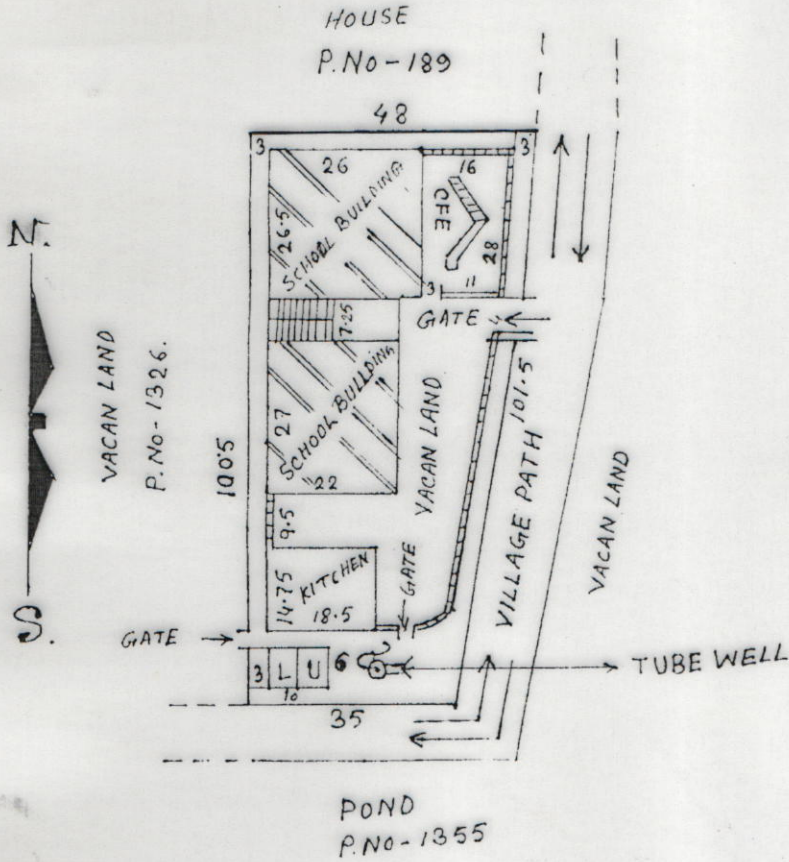 HOUSE
P.No-189
48
3
26
16
3
SCHOOL BUILDING
26.5
CFE
28
3
11
N.
7.25
GATE
VACAN LAND
P.No-1326.
SCHOOL BUILDING
27
22
VACAN LAND
101.5
VILLAGE PATH
VACAN LAND
100.5
9.5
KITCHEN
14.75
18.5
GATE
S.
GATE
3
L
U
6
TUBE WELL
10
35
POND
P.NO-1355